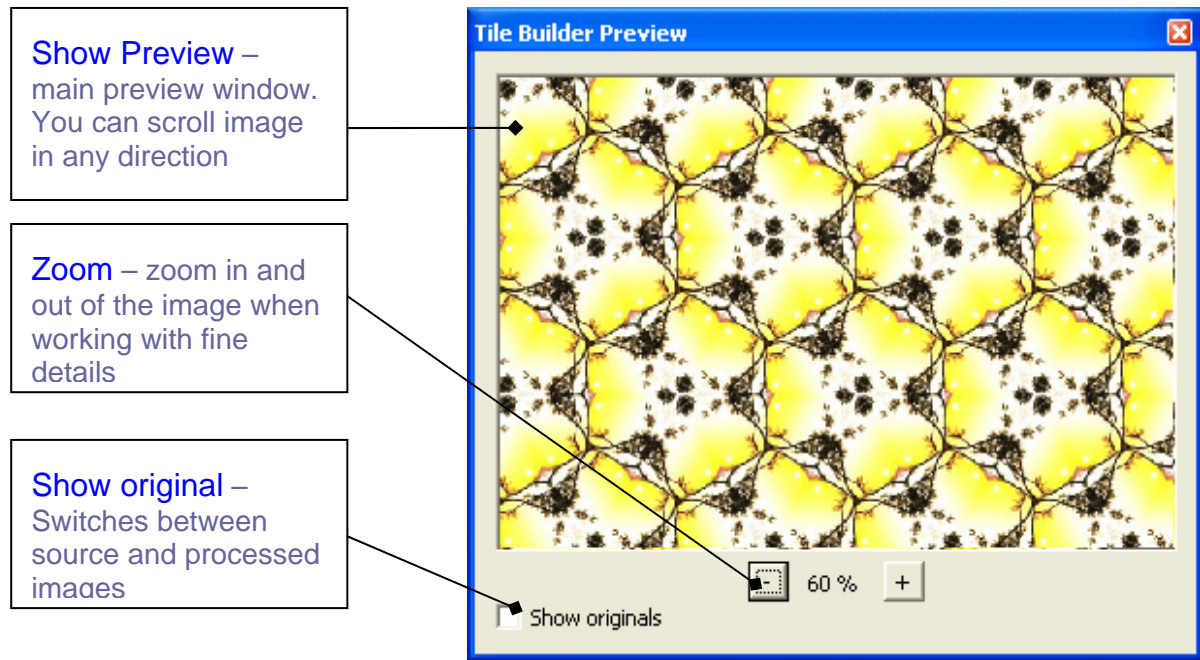 Show Preview –
main preview window.
You can scroll image
in any direction
Zoom – zoom in and
out of the image when
working with fine
details
Show original –
Switches between
source and processed
images
Tile Builder Preview
- 60 % +
Show originals